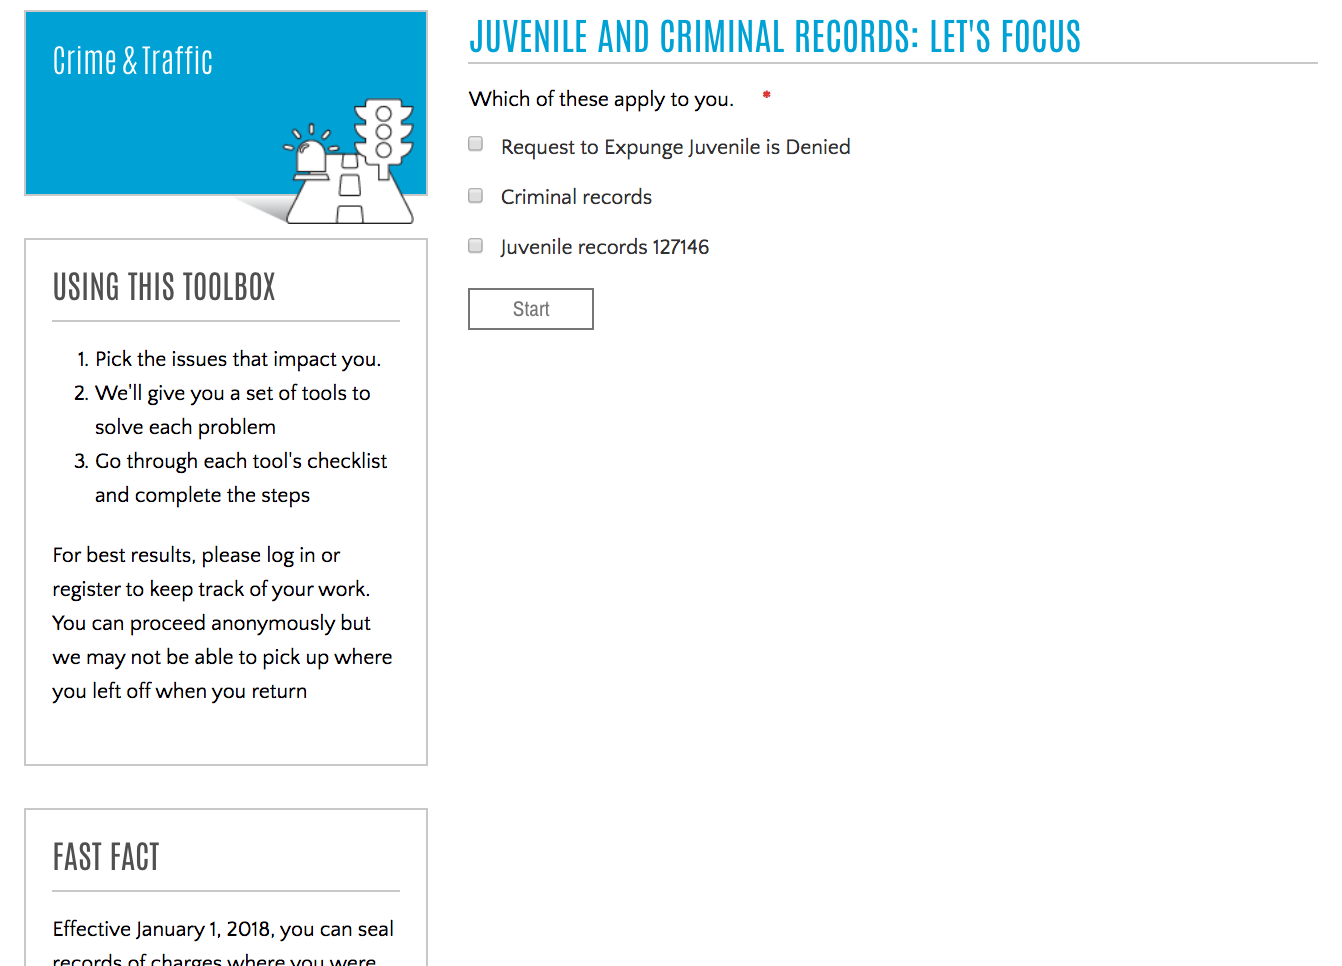 Crime & Traffic
USING THIS TOOLBOX
1. Pick the issues that impact you.
2. We'll give you a set of tools to
solve each problem
3. Go through each tool's checklist
and complete the steps
For best results, please log in or
register to keep track of your work.
You can proceed anonymously but
we may not be able to pick up where
you left off when you return
FAST FACT
Effective January 1, 2018, you can seal
records of charges where you were
JUVENILE AND CRIMINAL RECORDS: LET'S FOCUS
Which of these apply to you. *
Request to Expunge Juvenile is Denied
Criminal records
Juvenile records 127146
Start